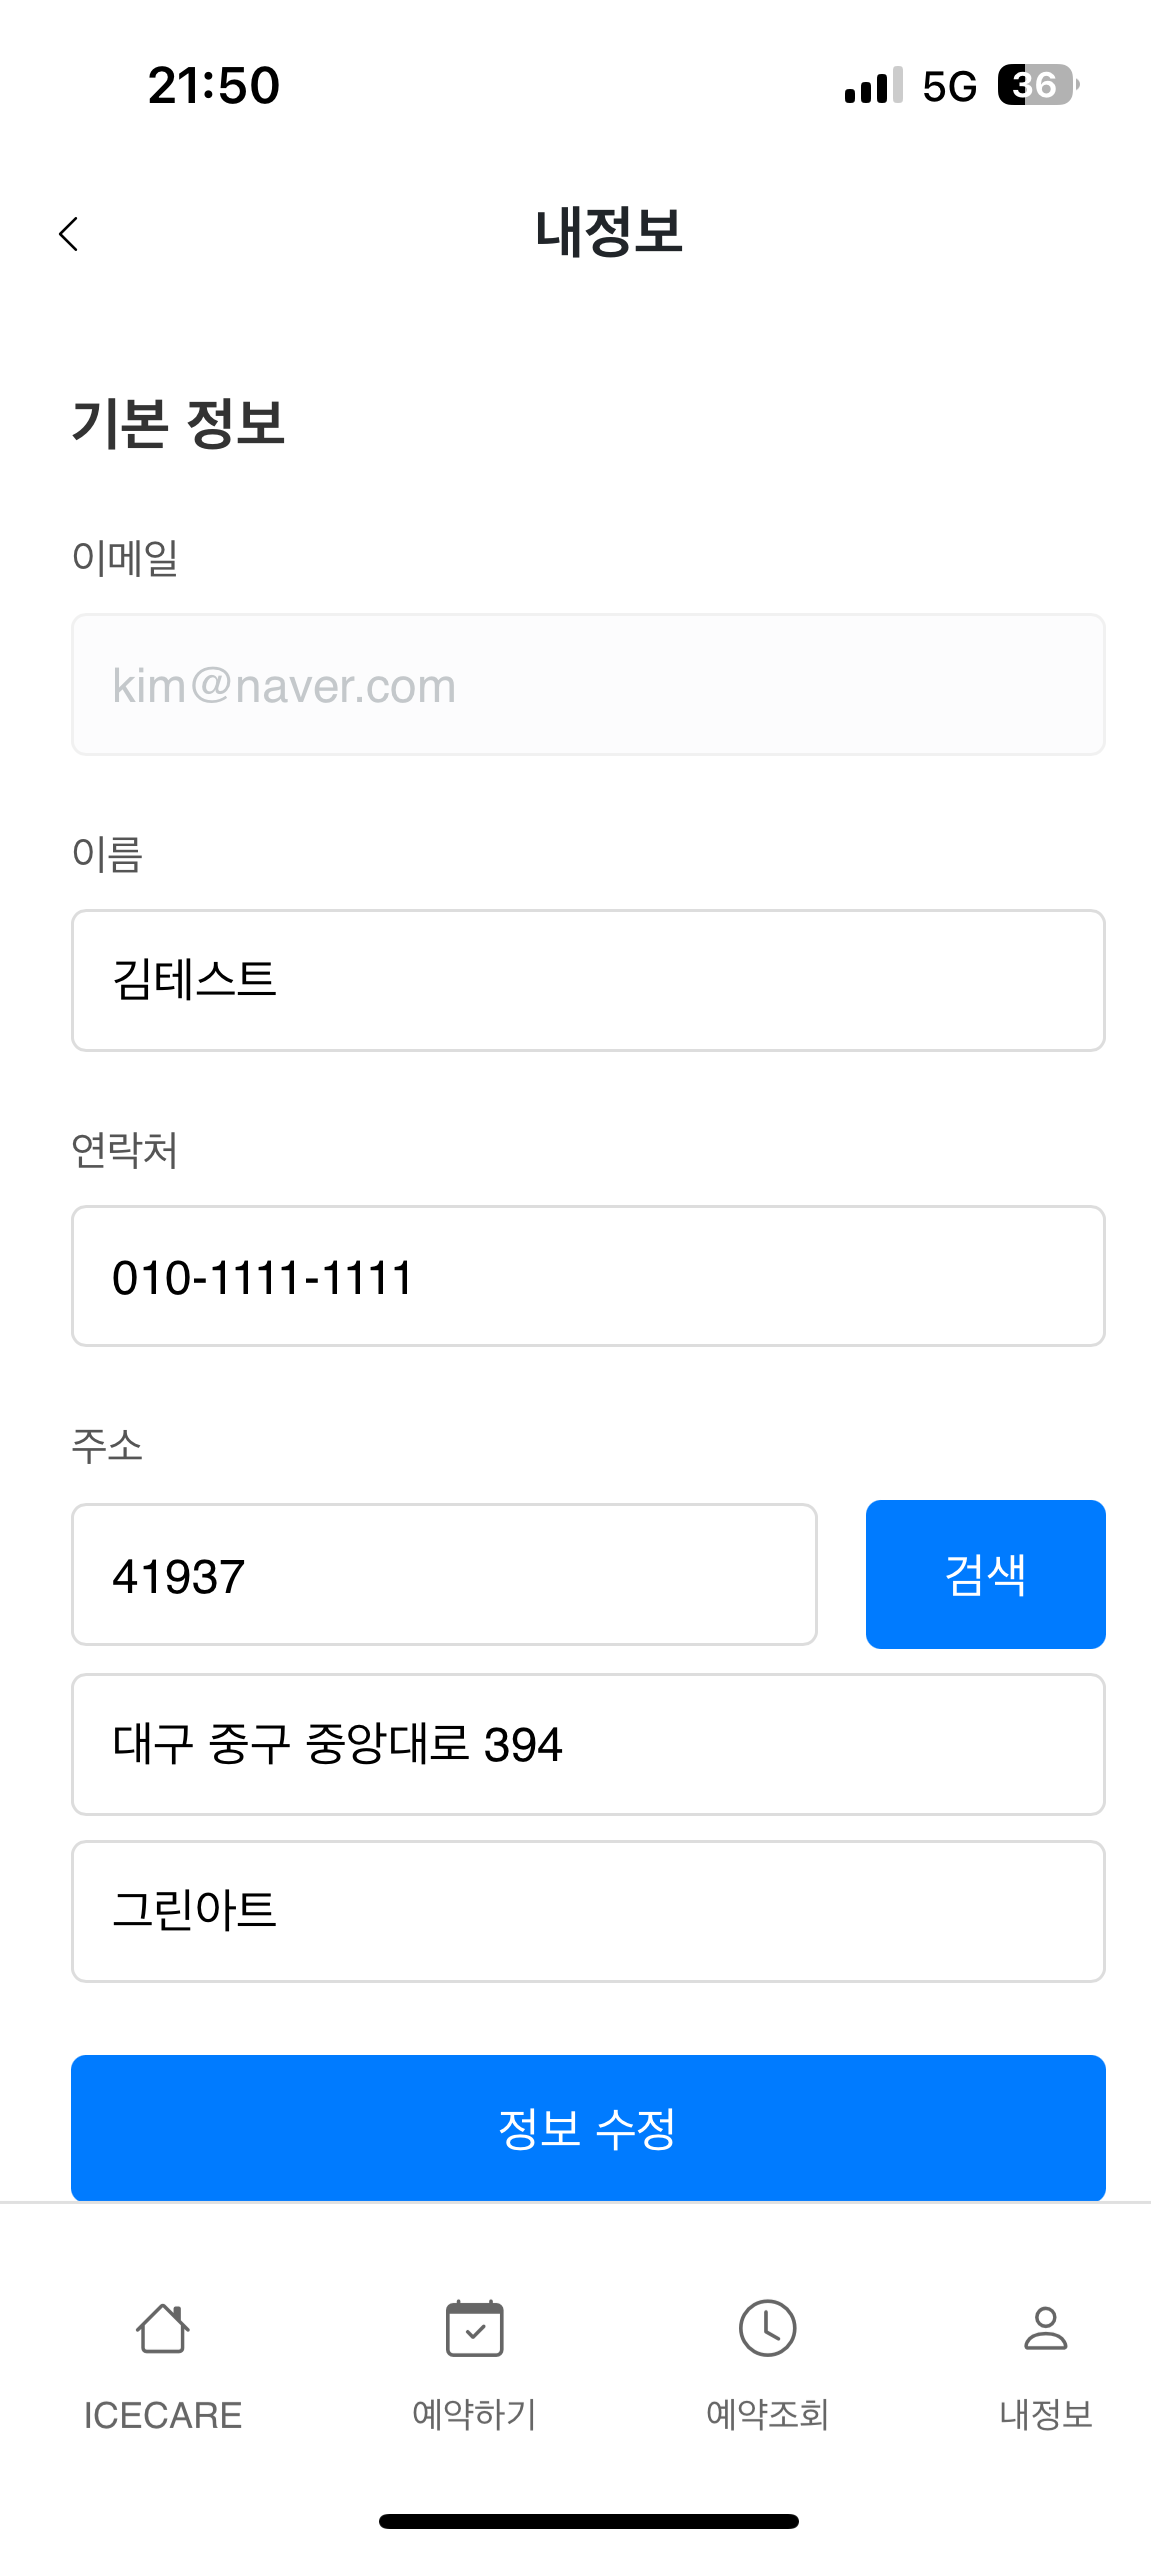 21:50
5G
36
내정보
기본 정보
이메일
kim@naver.com
이름
김테스트
연락처
010-1111-1111
주소
41937
검색
대구 중구 중앙대로 394
그린아트
정보 수정
ICECARE
예약하기
예약조회
내정보